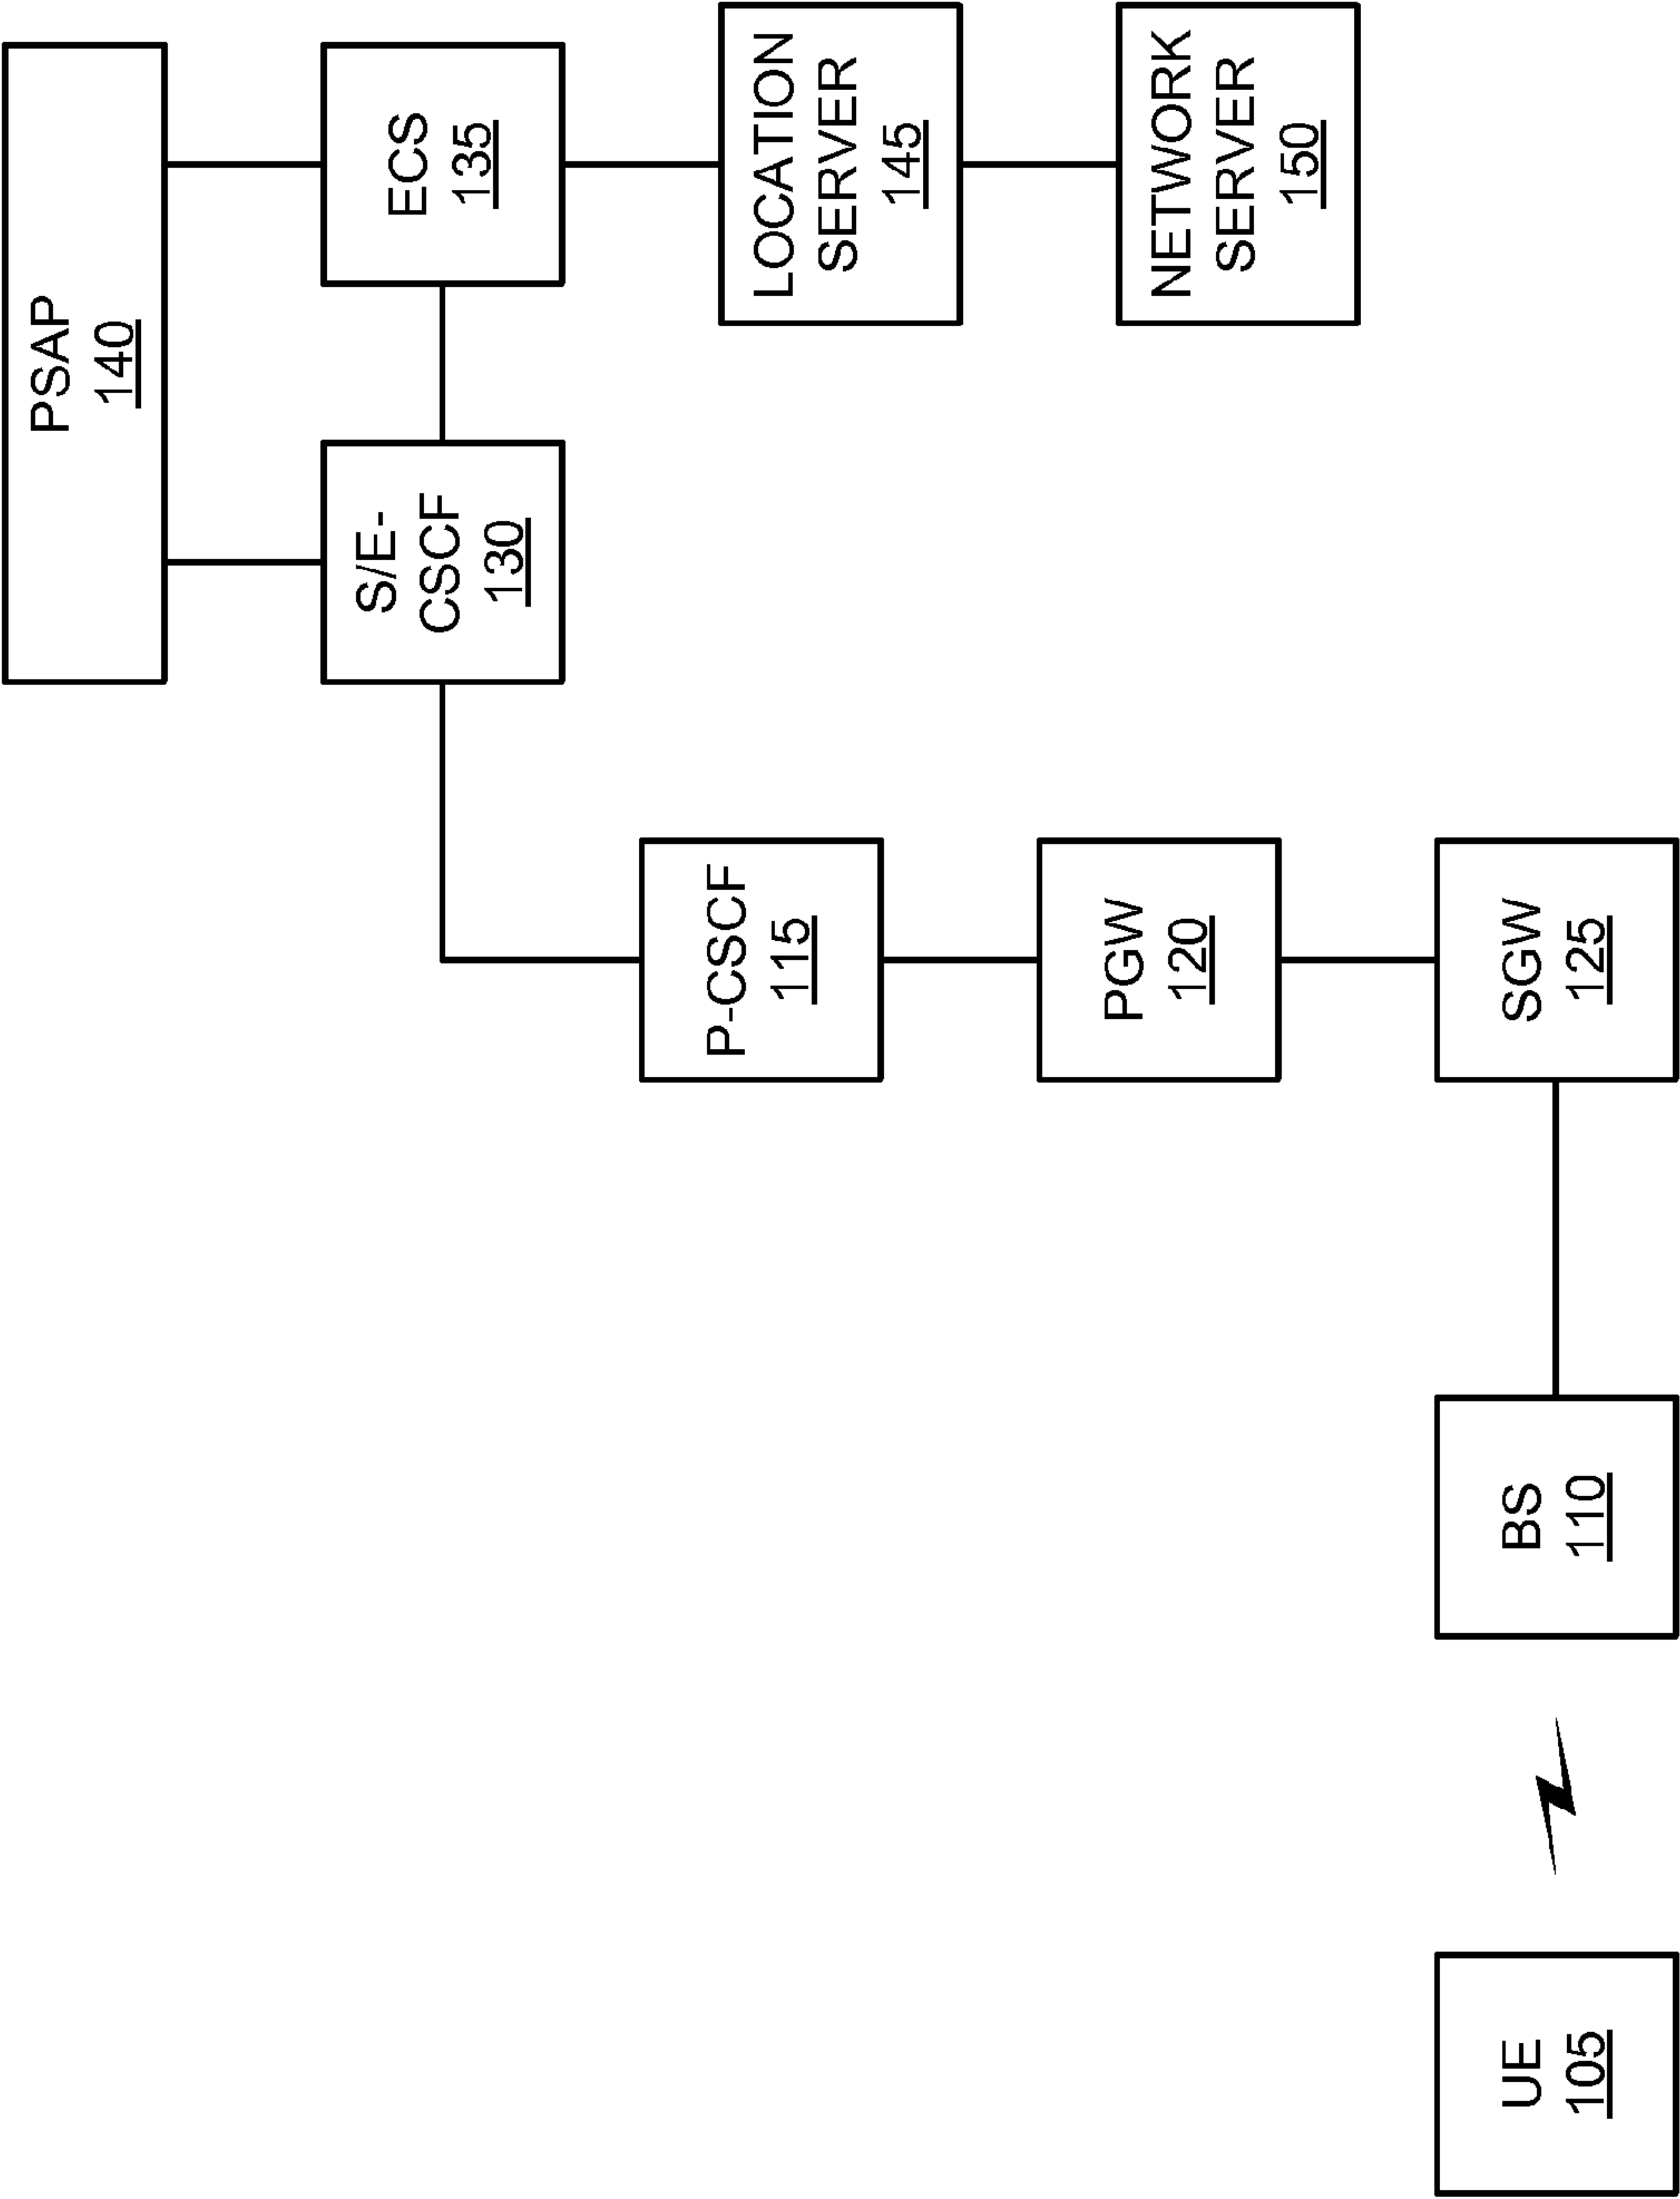 PSAP
140
S/E-
CSCF
130
ECS
135
P-CSCF
115
LOCATION
SERVER
145
PGW
120
NETWORK
SERVER
150
UE
105
BS
110
SGW
125